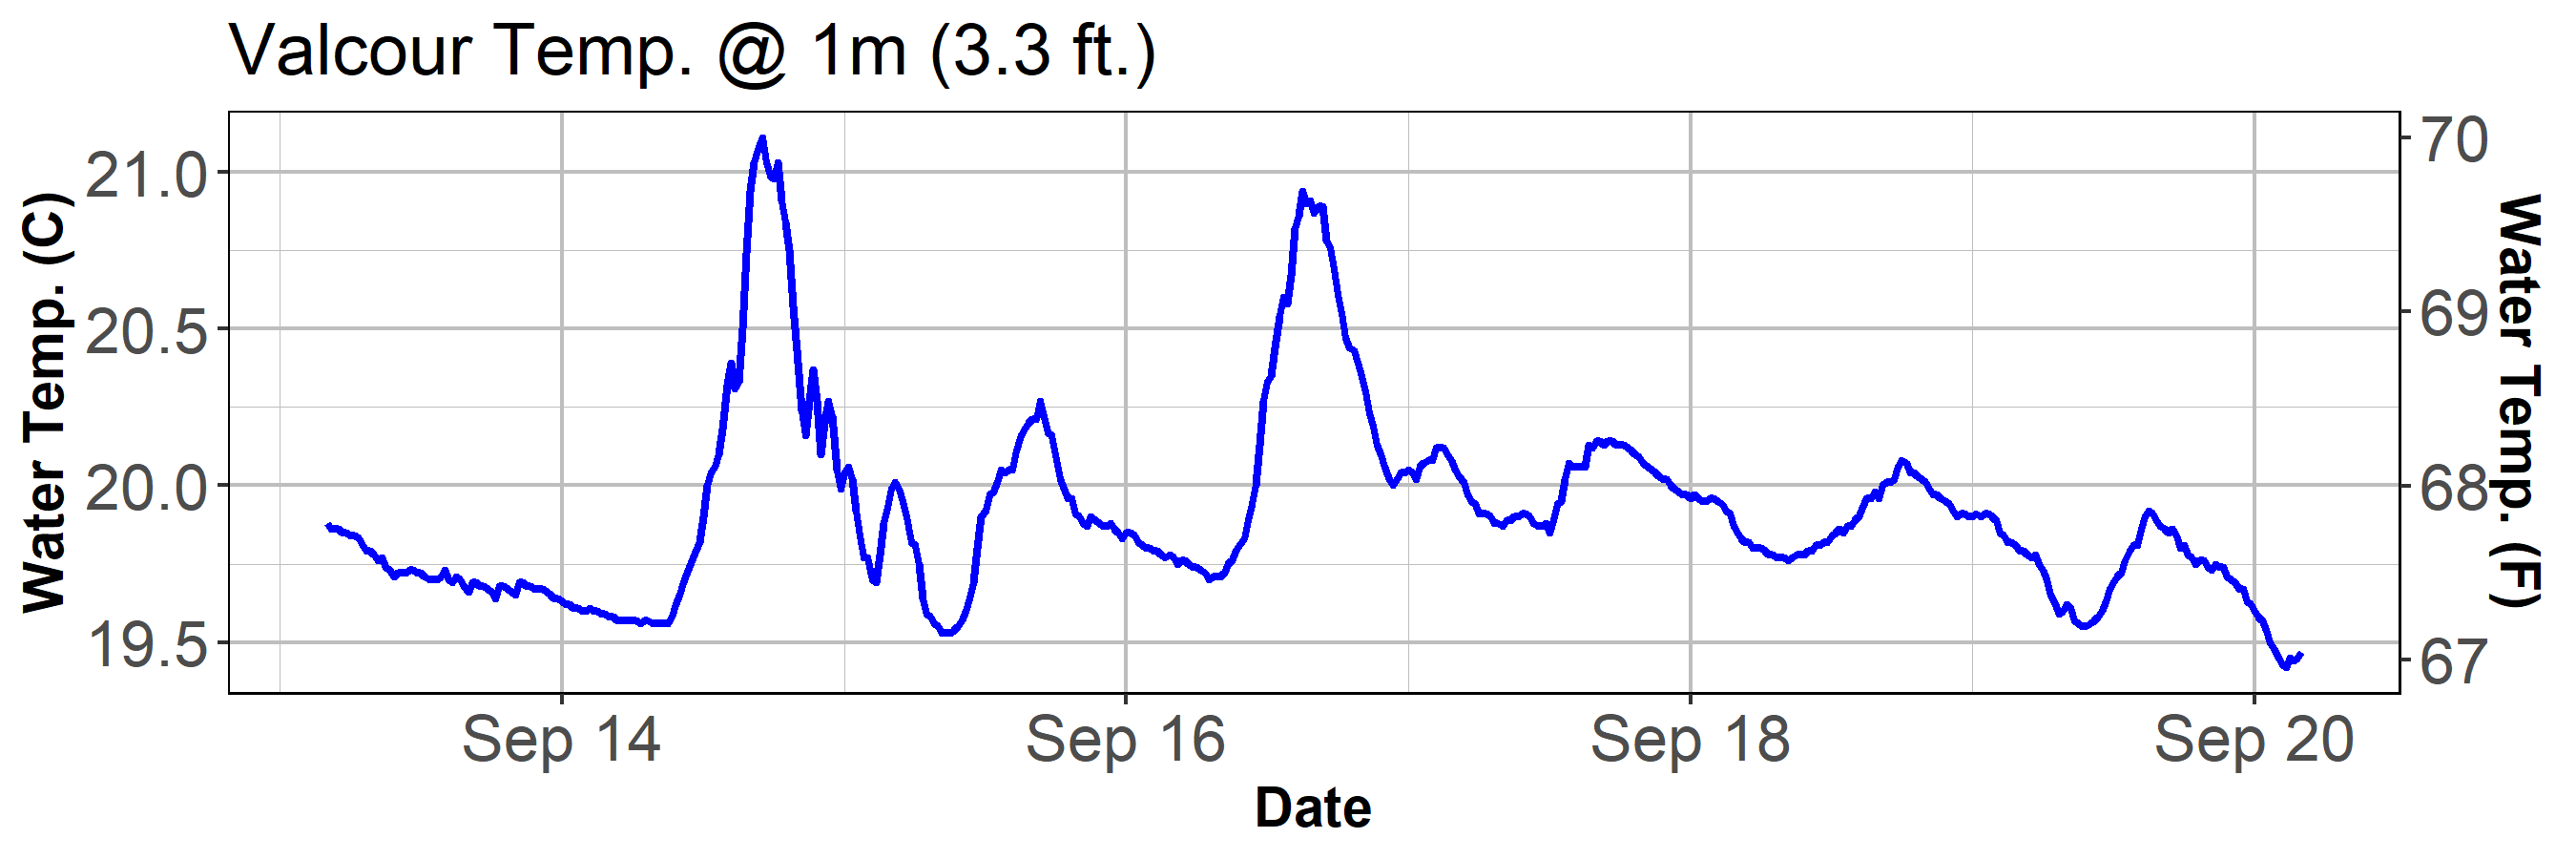 Valcour Temp. @ 1m (3.3 ft.)
Water Temp. (C)
21.0
20.5
20.0
19.5
70
69
68
67
Water Temp. (F)
Sep 14
Sep 16
Sep 18
Sep 20
Date